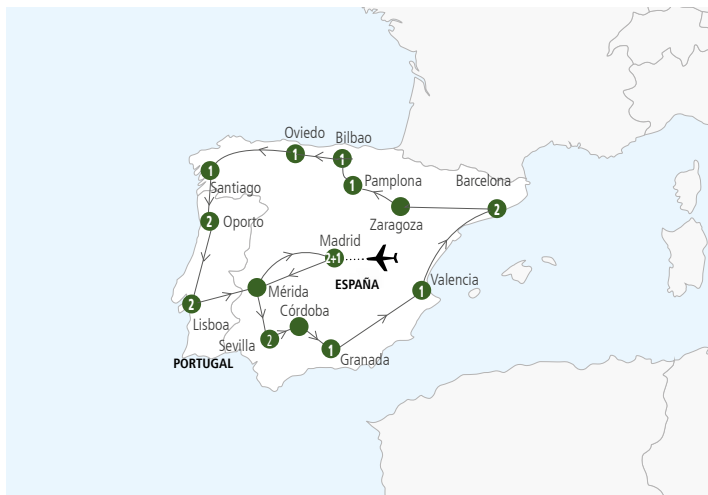 Oviedo
Bilbao
1
1
1
Santiago
1
Pamplona
Barcelona
2
Oporto
Zaragoza
2
Madrid
2+1
ESPAÑA
Mérida
Valencia
1
2
Lisboa
Córdoba
Sevilla
2
1
Granada
PORTUGAL